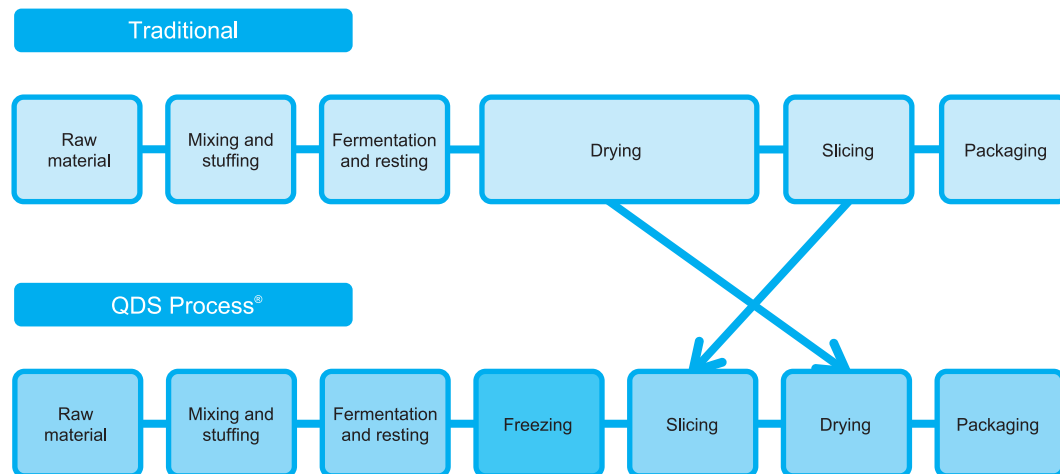 Traditional
Raw
material
Mixing and
stuffing
Fermentation
and resting
Drying
Slicing
Packaging
QDS Process®
Raw
material
Mixing and
stuffing
Fermentation
and resting
Freezing
Slicing
Drying
Packaging